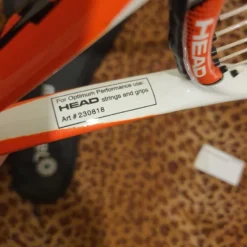 HEAD
For Optimum Performance use:
HEAD strings and grips
Art # 230818